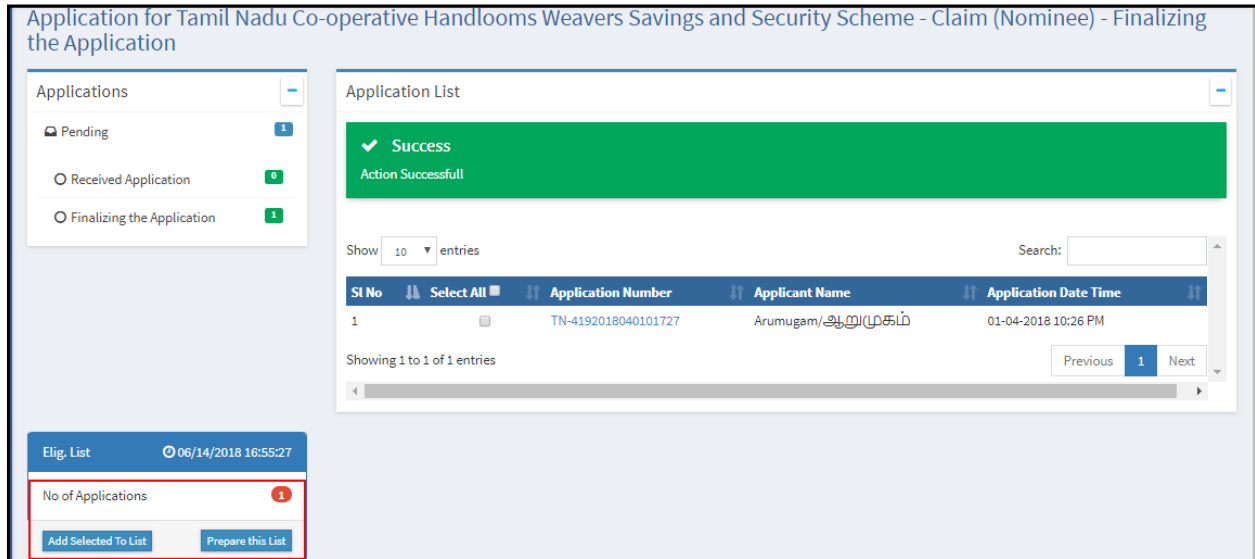 Application for Tamil Nadu Co-operative Handlooms Weavers Savings and Security Scheme - Claim (Nominee) - Finalizing
the Application
Applications
Pending 1
Received Application 0
Finalizing the Application 1
Application List
Success
Action Successfull
Show 10 entries Search:
Sl No Select All Application Number Applicant Name Application Date Time
1 TN-4192018040101727 Arumugam/ஆறுமுகம் 01-04-2018 10:26 PM
Showing 1 to 1 of 1 entries Previous 1 Next
Elig. List 06/14/2018 16:55:27
No of Applications 1
Add Selected To List Prepare this List